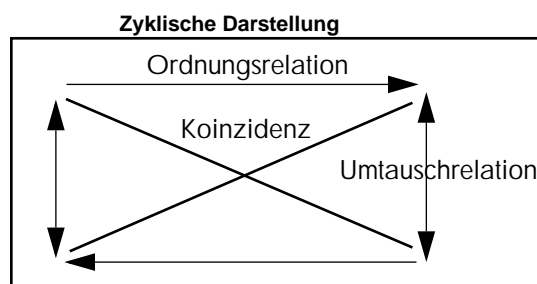 Zyklische Darstellung
Ordnungsrelation
Koinzidenz
Umtauschrelation